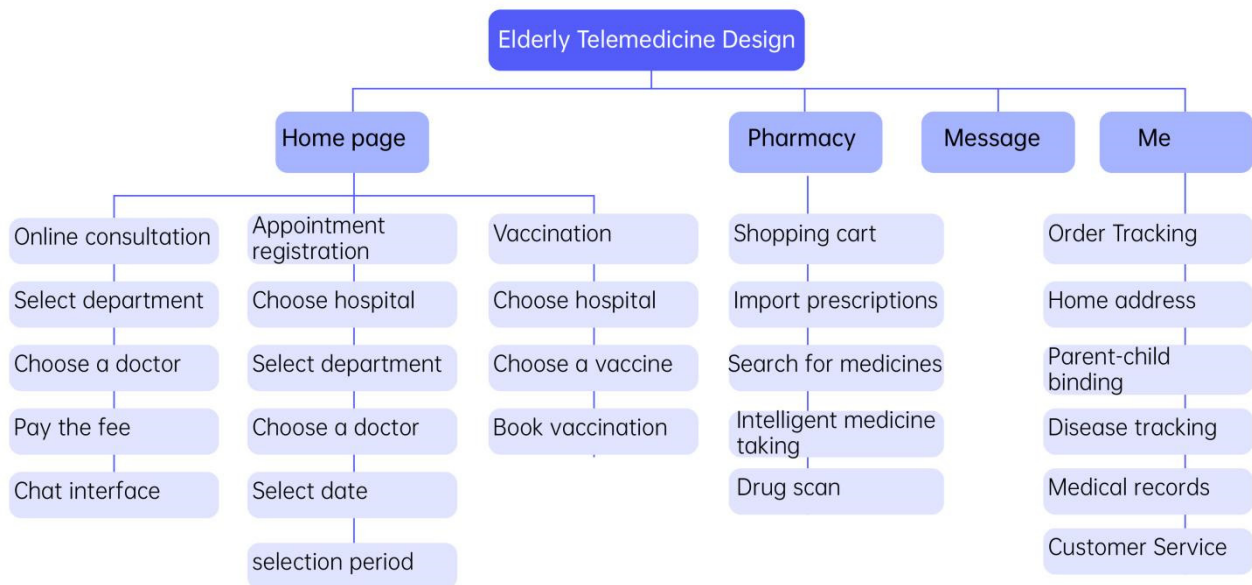 Elderly Telemedicine Design
Home page
Pharmacy
Message
Me
Online consultation
Select department
Choose a doctor
Pay the fee
Chat interface
Appointment
registration
Choose hospital
Select department
Choose a doctor
Select date
selection period
Vaccination
Choose hospital
Choose a vaccine
Book vaccination
Shopping cart
Import prescriptions
Search for medicines
Intelligent medicine
taking
Drug scan
Order Tracking
Home address
Parent-child
binding
Disease tracking
Medical records
Customer Service